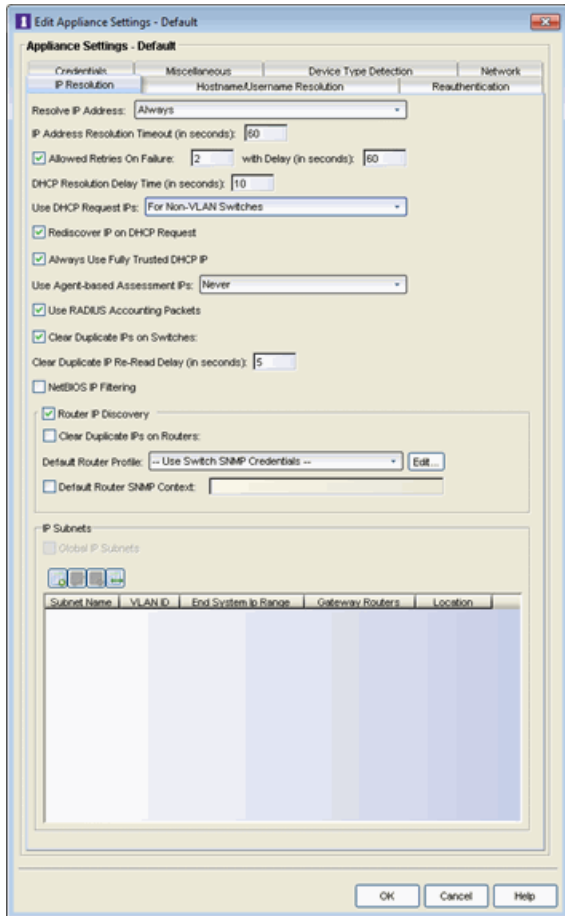 Edit Appliance Settings - Default
Appliance Settings - Default
Credentials Miscellaneous Device Type Detection Network
IP Resolution Hostname/Username Resolution Reauthentication
Resolve IP Address: Always
IP Address Resolution Timeout (in seconds): 60
Allowed Retries On Failure: 2 with Delay (in seconds): 60
DHCP Resolution Delay Time (in seconds): 10
Use DHCP Request IPs: For Non-VLAN Switches
Rediscover IP on DHCP Request
Always Use Fully Trusted DHCP IP
Use Agent-based Assessment IPs: Never
Use RADIUS Accounting Packets
Clear Duplicate IPs on Switches:
Clear Duplicate IP Re-Read Delay (in seconds): 5
NetBIOS IP Filtering
Router IP Discovery
Clear Duplicate IPs on Routers:
Default Router Profile: -- Use Switch SNMP Credentials -- Edit...
Default Router SNMP Context:
IP Subnets
Global IP Subnets
Subnet Name VLAN ID End System Ip Range Gateway Routers Location
OK Cancel Help